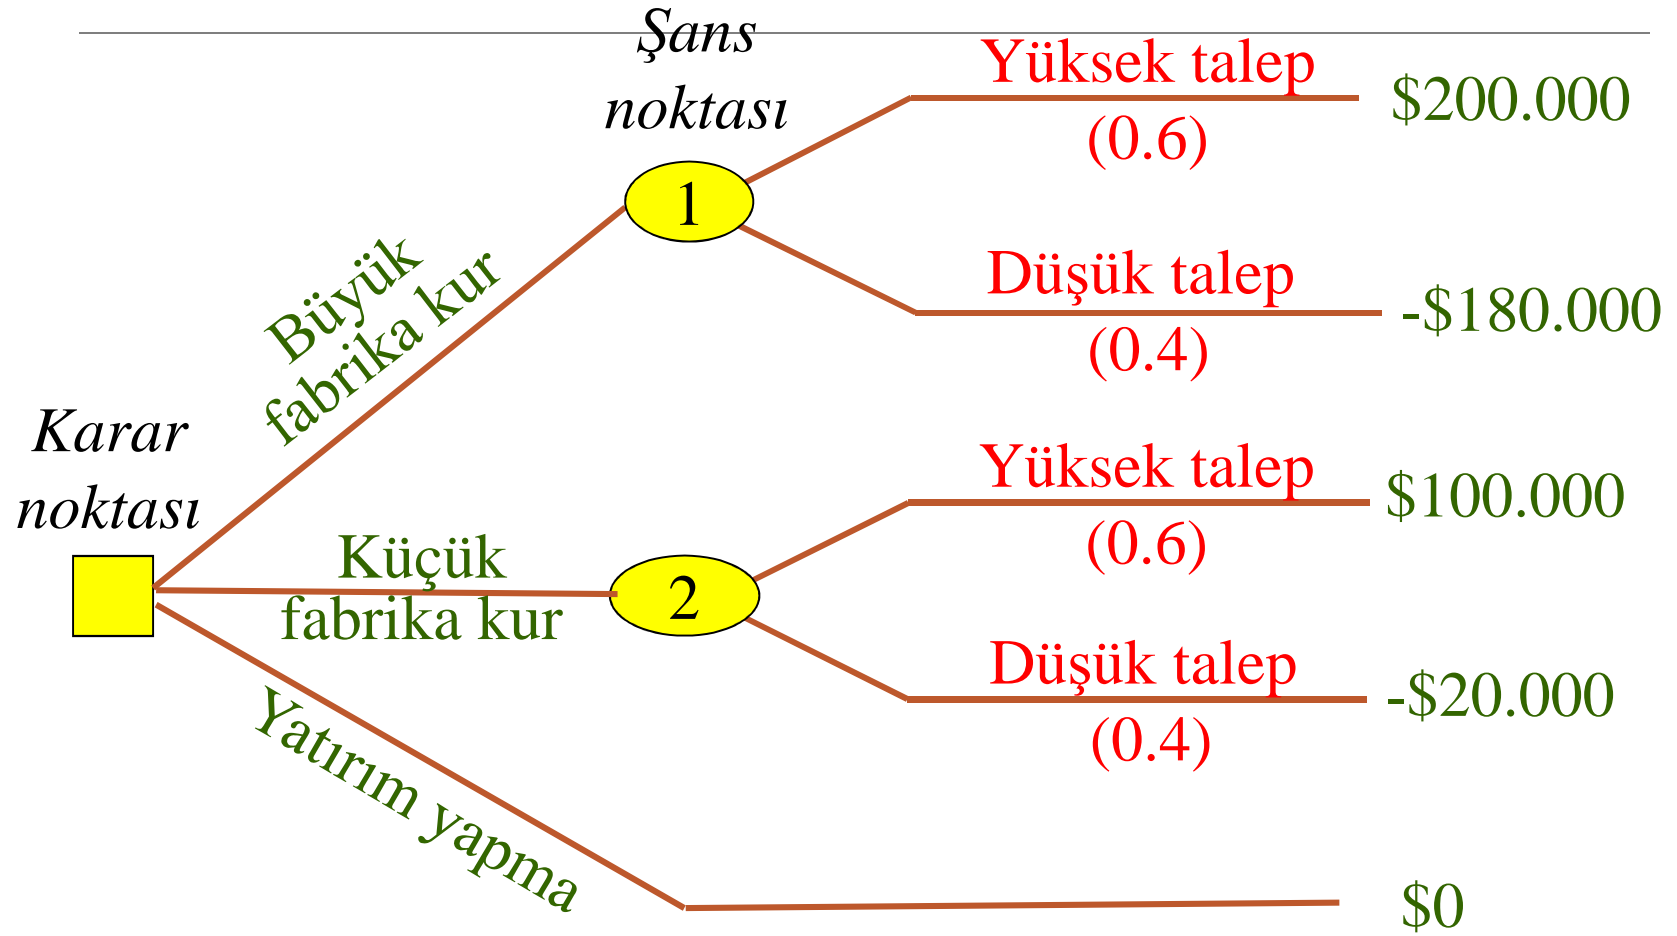 Şans
noktası
Yüksek talep
(0.6)
$200.000
1
Düşük talep
(0.4)
-$180.000
Büyük
fabrika kur
Karar
noktası
Küçük
fabrika kur
2
Yüksek talep
(0.6)
$100.000
Düşük talep
(0.4)
-$20.000
Yatırım yapma
$0